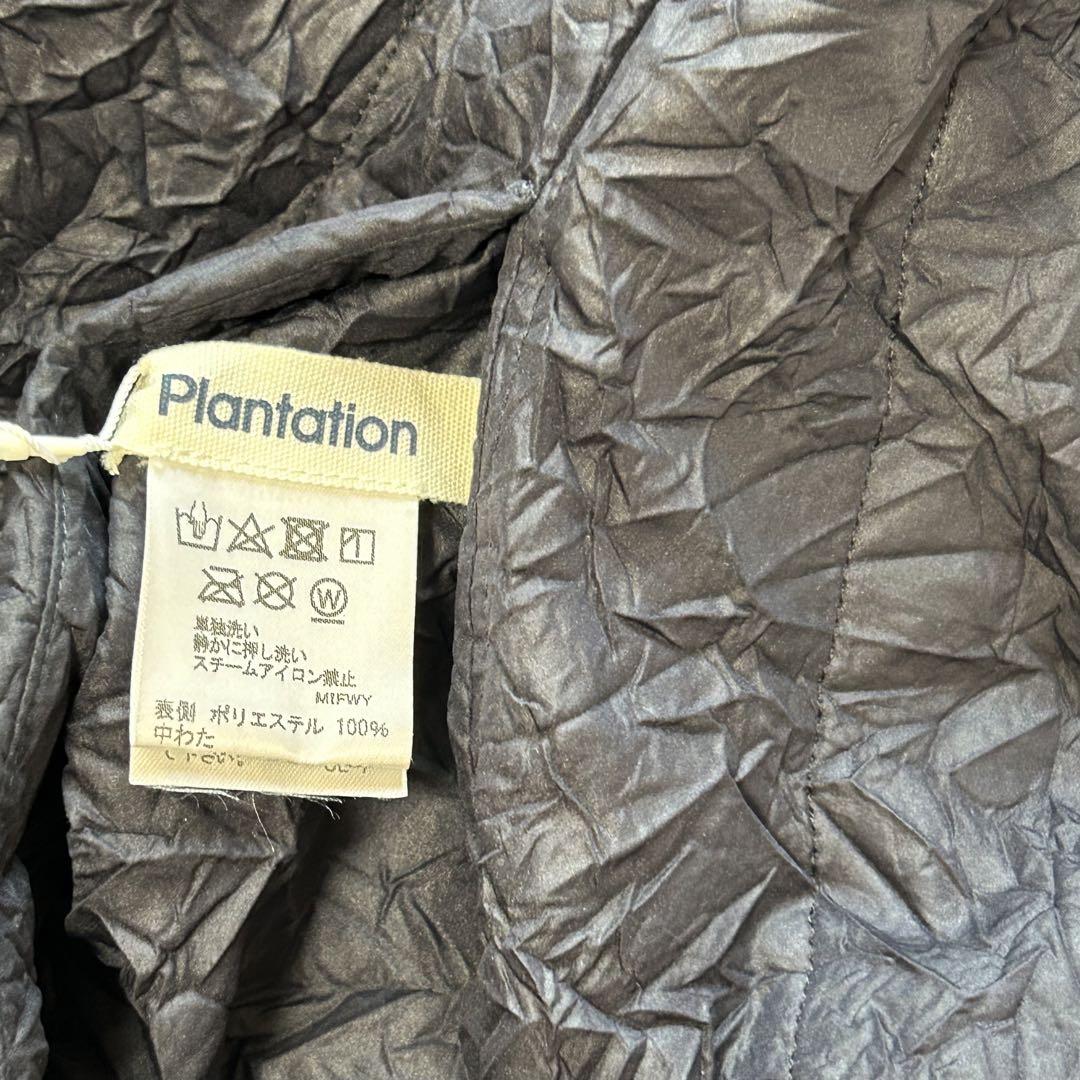 Plantation
W
単独洗い
静かに押し洗い
スチームアイロン禁止
MIFWY
表側 ポリエステル 100%
中わた